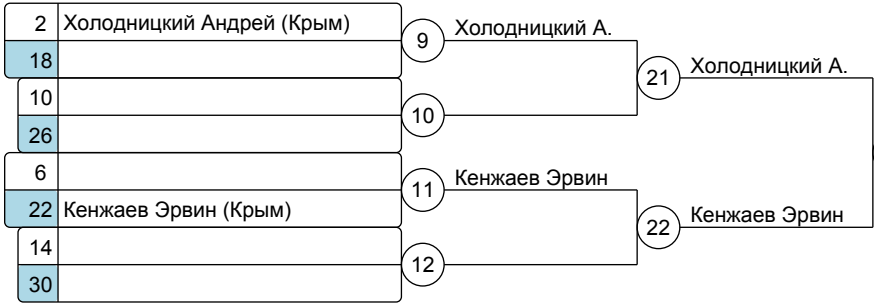 2 Холодницкий Андрей (Крым)
18
9 Холодницкий А.
10
26
10
21 Холодницкий А.
6
22 Кенжаев Эрвин (Крым)
11 Кенжаев Эрвин
14
30
12
22 Кенжаев Эрвин